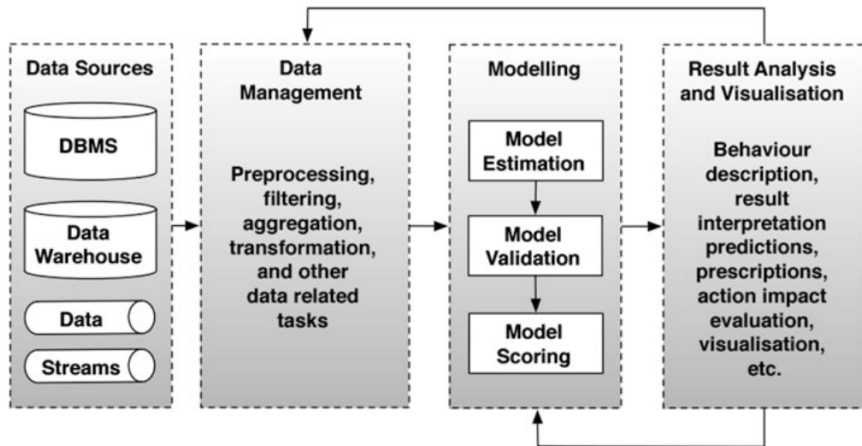 Data Sources
DBMS
Data
Warehouse
Data
Streams
Data
Management
Preprocessing,
filtering,
aggregation,
transformation,
and other
data related
tasks
Modelling
Model
Estimation
Model
Validation
Model
Scoring
Result Analysis
and Visualisation
Behaviour
description,
result
interpretation
predictions,
prescriptions,
action impact
evaluation,
visualisation,
etc.